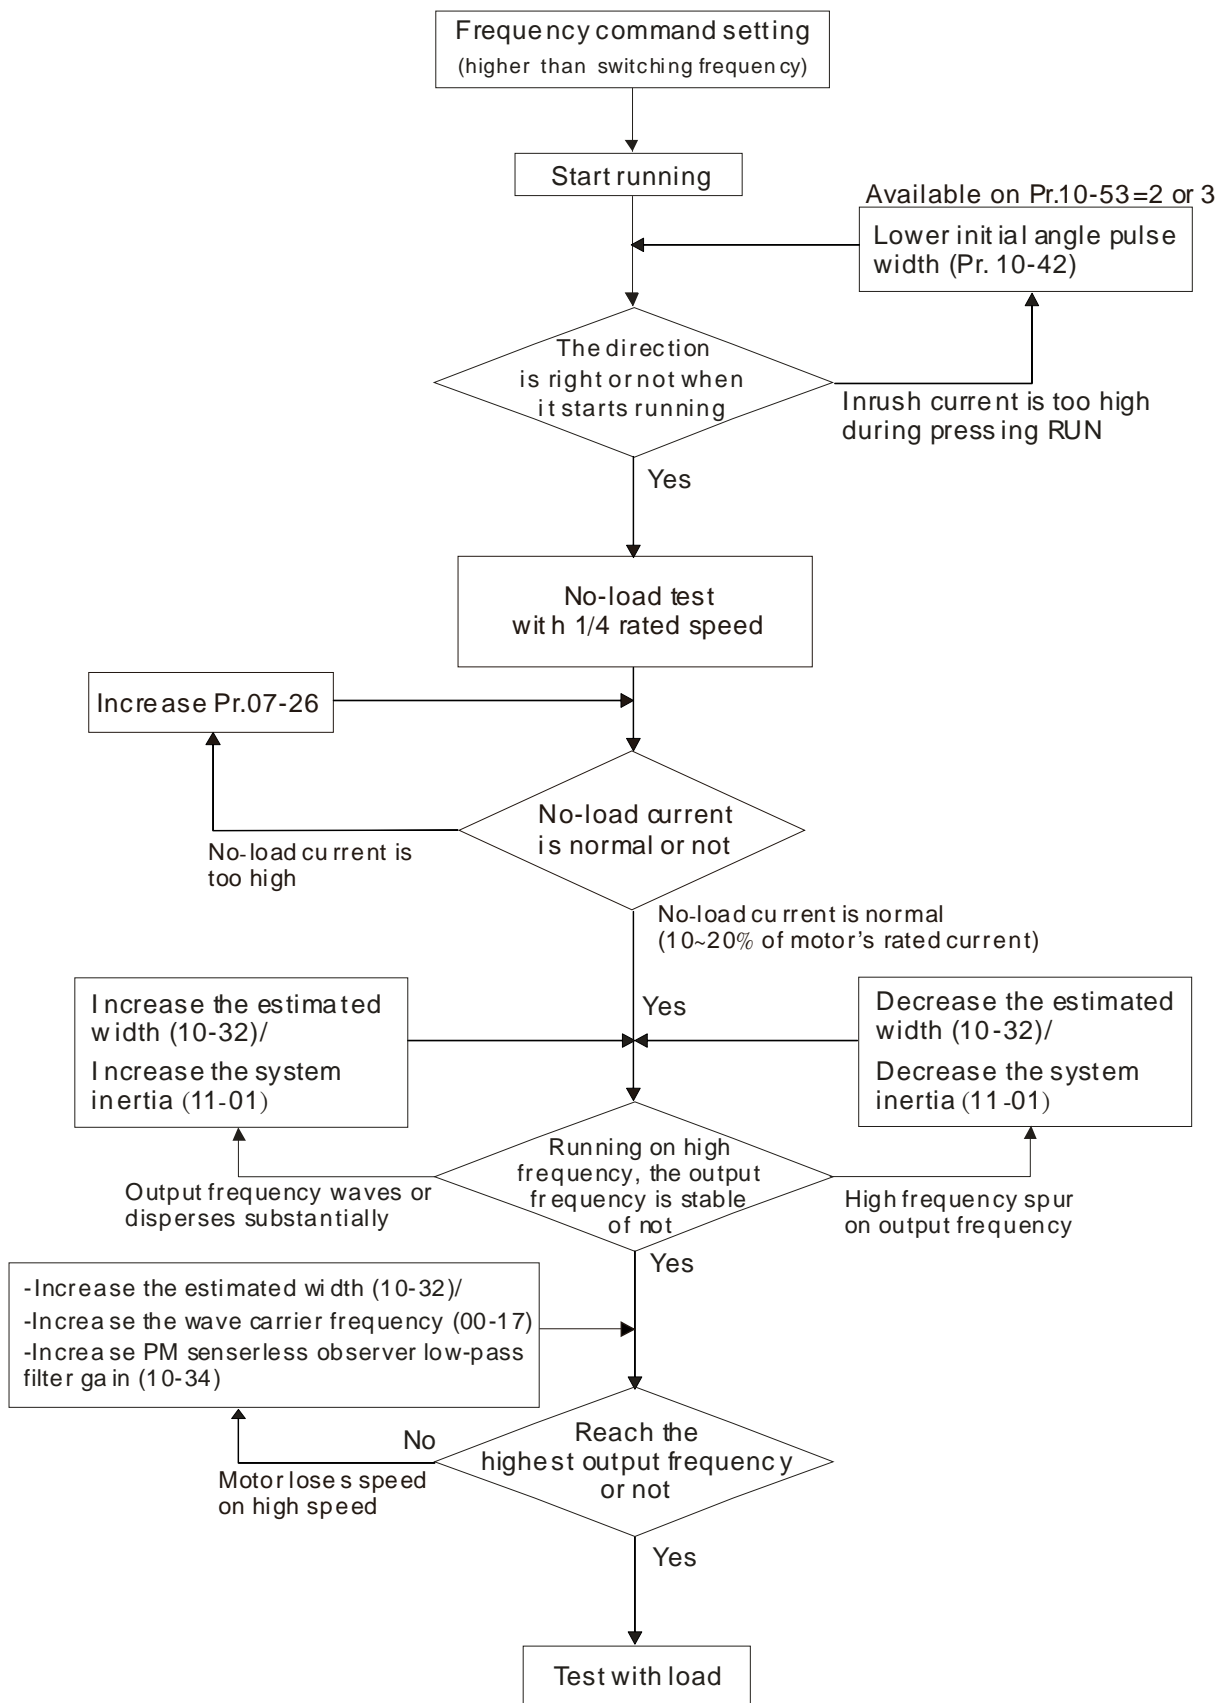 Frequency command setting
(higher than switching frequency)
Start running
Available on Pr.10-53=2 or 3
Lower initial angle pulse
width (Pr. 10-42)
The direction
is right or not when
it starts running
Inrush current is too high
during pressing RUN
Yes
No-load test
with 1/4 rated speed
Increase Pr.07-26
No-load current
is normal or not
No-load current is
too high
No-load current is normal
(10~20% of motor’s rated current)
Increase the estimated
width (10-32)/
Increase the system
inertia (11-01)
Yes
Decrease the estimated
width (10-32)/
Decrease the system
inertia (11-01)
Running on high
frequency, the output
frequency is stable
of not
Output frequency waves or
disperses substantially
High frequency spur
on output frequency
Yes
-Increase the estimated width (10-32)/
-Increase the wave carrier frequency (00-17)
-Increase PM senserless observer low-pass
filter gain (10-34)
No
Reach the
highest output frequency
or not
Motor loses speed
on high speed
Yes
Test with load